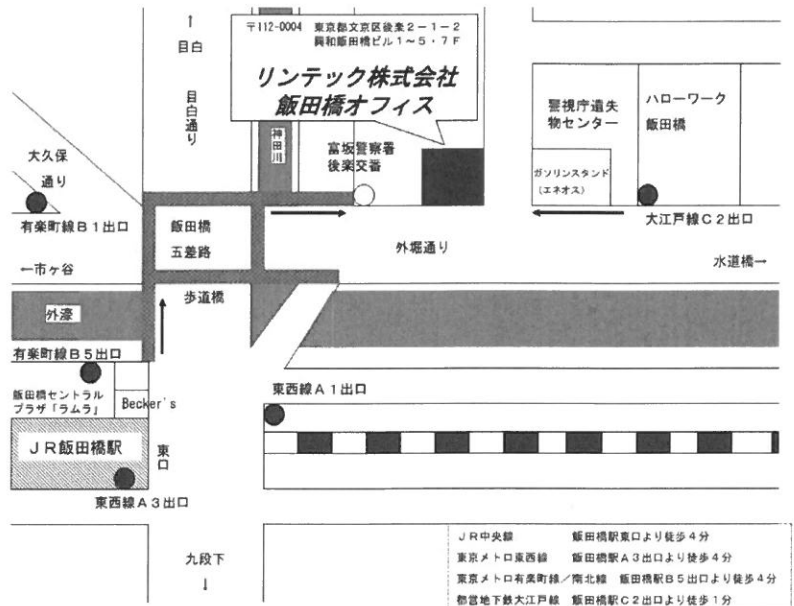 〒112-0004 東京都文京区後楽2-1-2
興和飯田橋ビル1~5・7F
リンテック株式会社
飯田橋オフィス
↑
目白
目白通り
神田川
富坂警察署
後楽交番
警視庁遺失
物センター
ハローワーク
飯田橋
ガソリンスタンド
(エネオス)
大久保
通り
有楽町線B1出口
飯田橋
五差路
大江戸線C2出口
外堀通り
←市ヶ谷
水道橋→
歩道橋
外濠
有楽町線B5出口
飯田橋セントラル
プラザ「ラムラ」
Becker's
東西線A1出口
JR飯田橋駅
東口
東西線A3出口
九段下
↓
JR中央線 飯田橋駅東口より徒歩4分
東京メトロ東西線 飯田橋駅A3出口より徒歩4分
東京メトロ有楽町線/南北線 飯田橋駅B5出口より徒歩4分
都営地下鉄大江戸線 飯田橋駅C2出口より徒歩1分